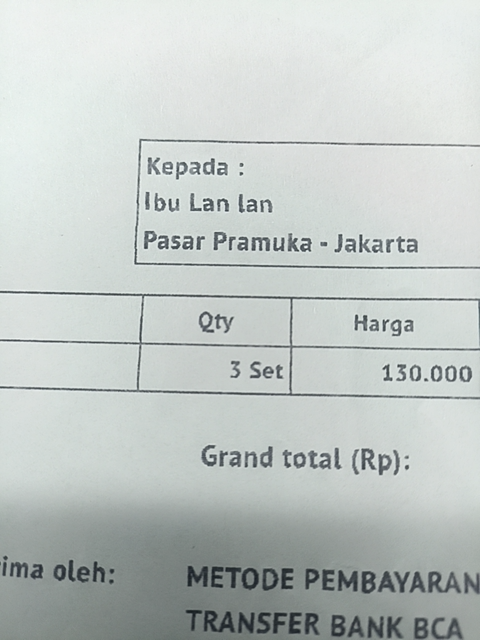 Kepada :
Ibu Lan lan
Pasar Pramuka - Jakarta
Qty Harga
3 Set 130.000
Grand total (Rp):
oleh: METODE PEMBAYARAN
TRANSFER BANK BCA